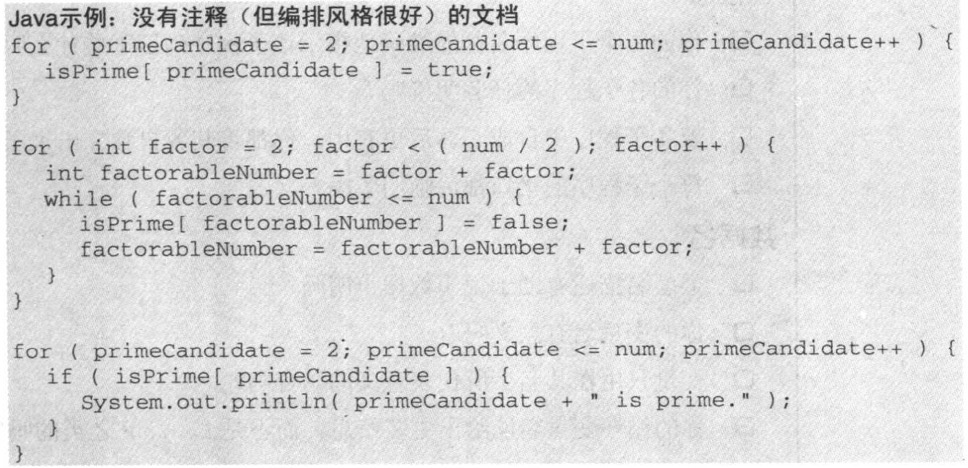 Java示例：没有注释（但编排风格很好）的文档
for ( primeCandidate = 2; primeCandidate <= num; primeCandidate++ ) {
   isPrime[ primeCandidate ] = true;
}

for ( int factor = 2; factor < ( num / 2 ); factor++ ) {
   int factorableNumber = factor + factor;
   while ( factorableNumber <= num ) {
      isPrime[ factorableNumber ] = false;
      factorableNumber = factorableNumber + factor;
   }
}

for ( primeCandidate = 2; primeCandidate <= num; primeCandidate++ ) {
   if ( isPrime[ primeCandidate ] ) {
      System.out.println( primeCandidate + " is prime." );
   }
}